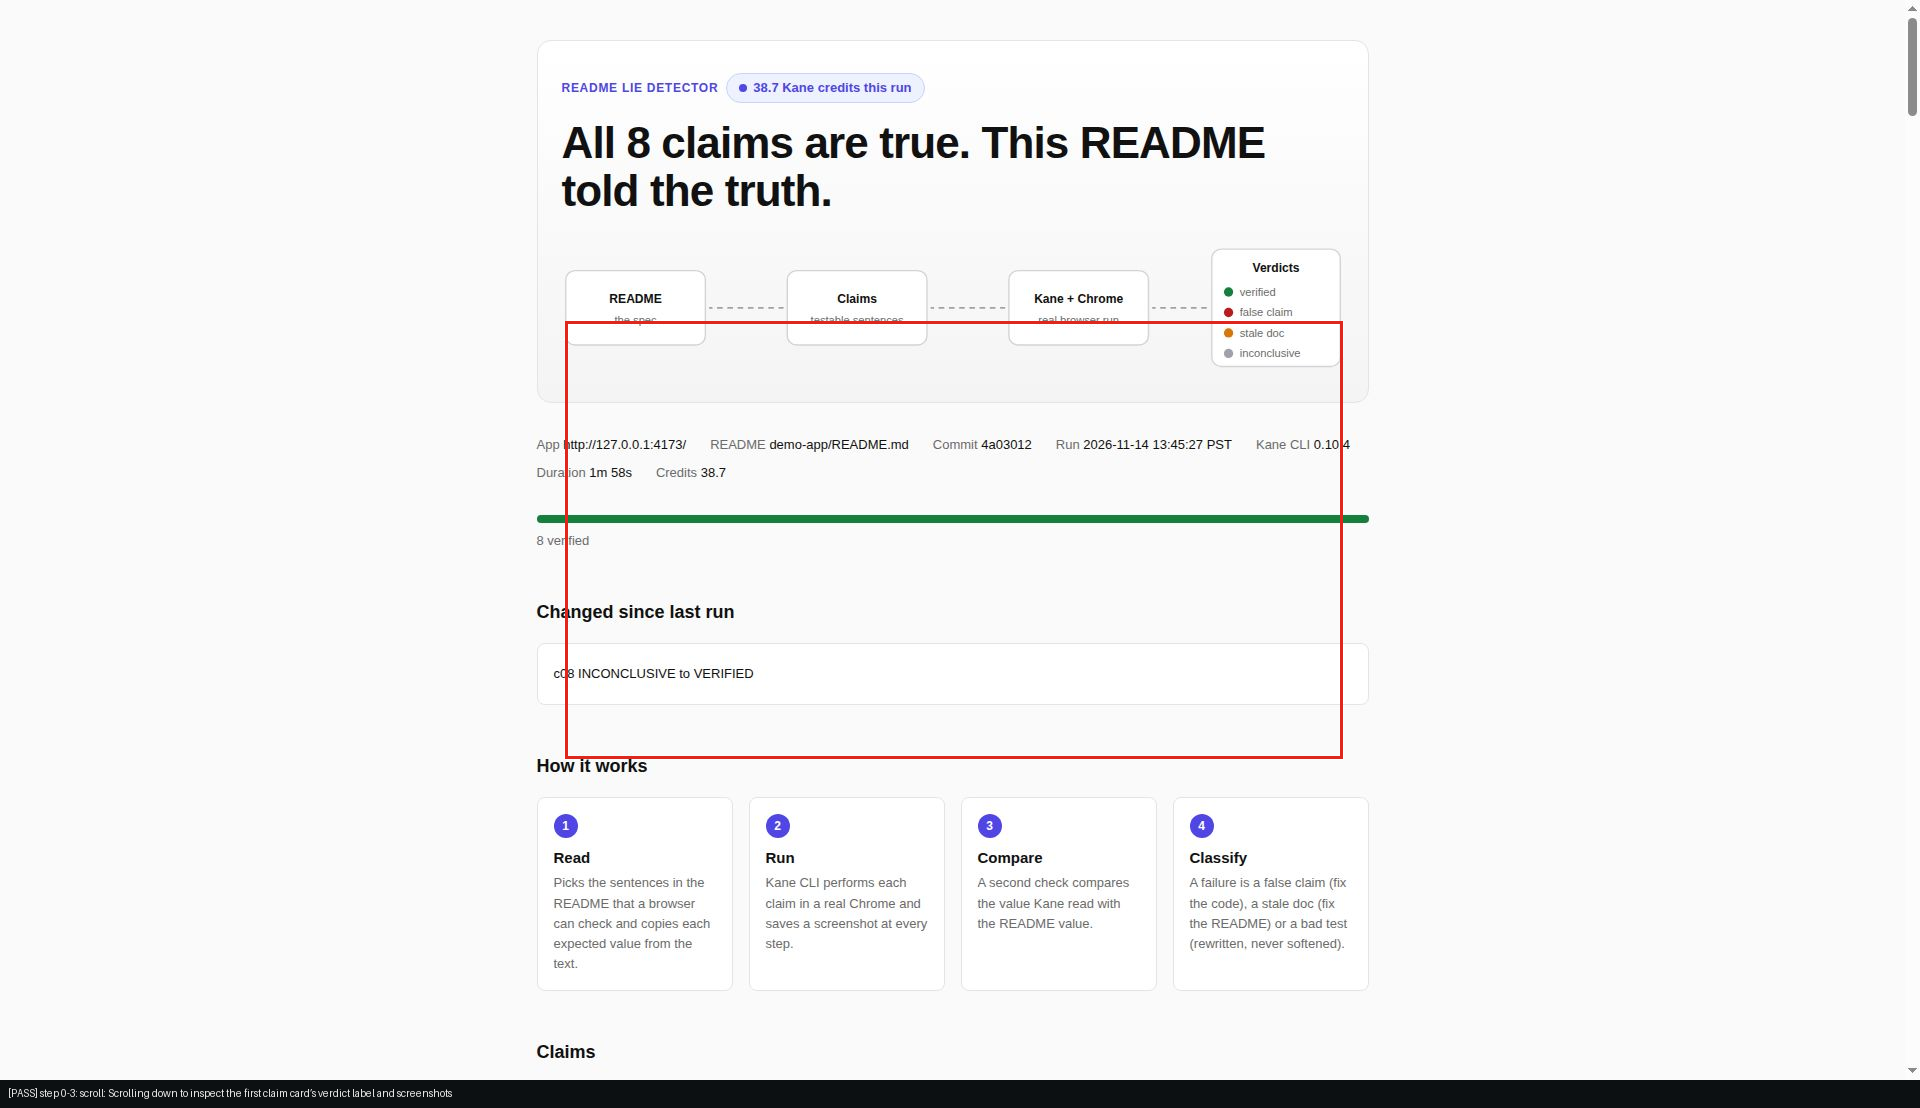 README LIE DETECTOR
38.7 Kane credits this run
All 8 claims are true. This README
told the truth.
README
the spec
Claims
testable sentences
Kane + Chrome
real browser run
Verdicts
verified
false claim
stale doc
inconclusive
App http://127.0.0.1:4173/ README demo-app/README.md Commit 4a03012 Run 2026-11-14 13:45:27 PST Kane CLI 0.10.4
Duration 1m 58s Credits 38.7
8 verified
Changed since last run
c08 INCONCLUSIVE to VERIFIED
How it works
1
Read
Picks the sentences in the
README that a browser
can check and copies each
expected value from the
text.
2
Run
Kane CLI performs each
claim in a real Chrome and
saves a screenshot at every
step.
3
Compare
A second check compares
the value Kane read with
the README value.
4
Classify
A failure is a false claim (fix
the code), a stale doc (fix
the README) or a bad test
(rewritten, never softened).
Claims
[PASS] step 0-3: scroll: Scrolling down to inspect the first claim card's verdict label and screenshots